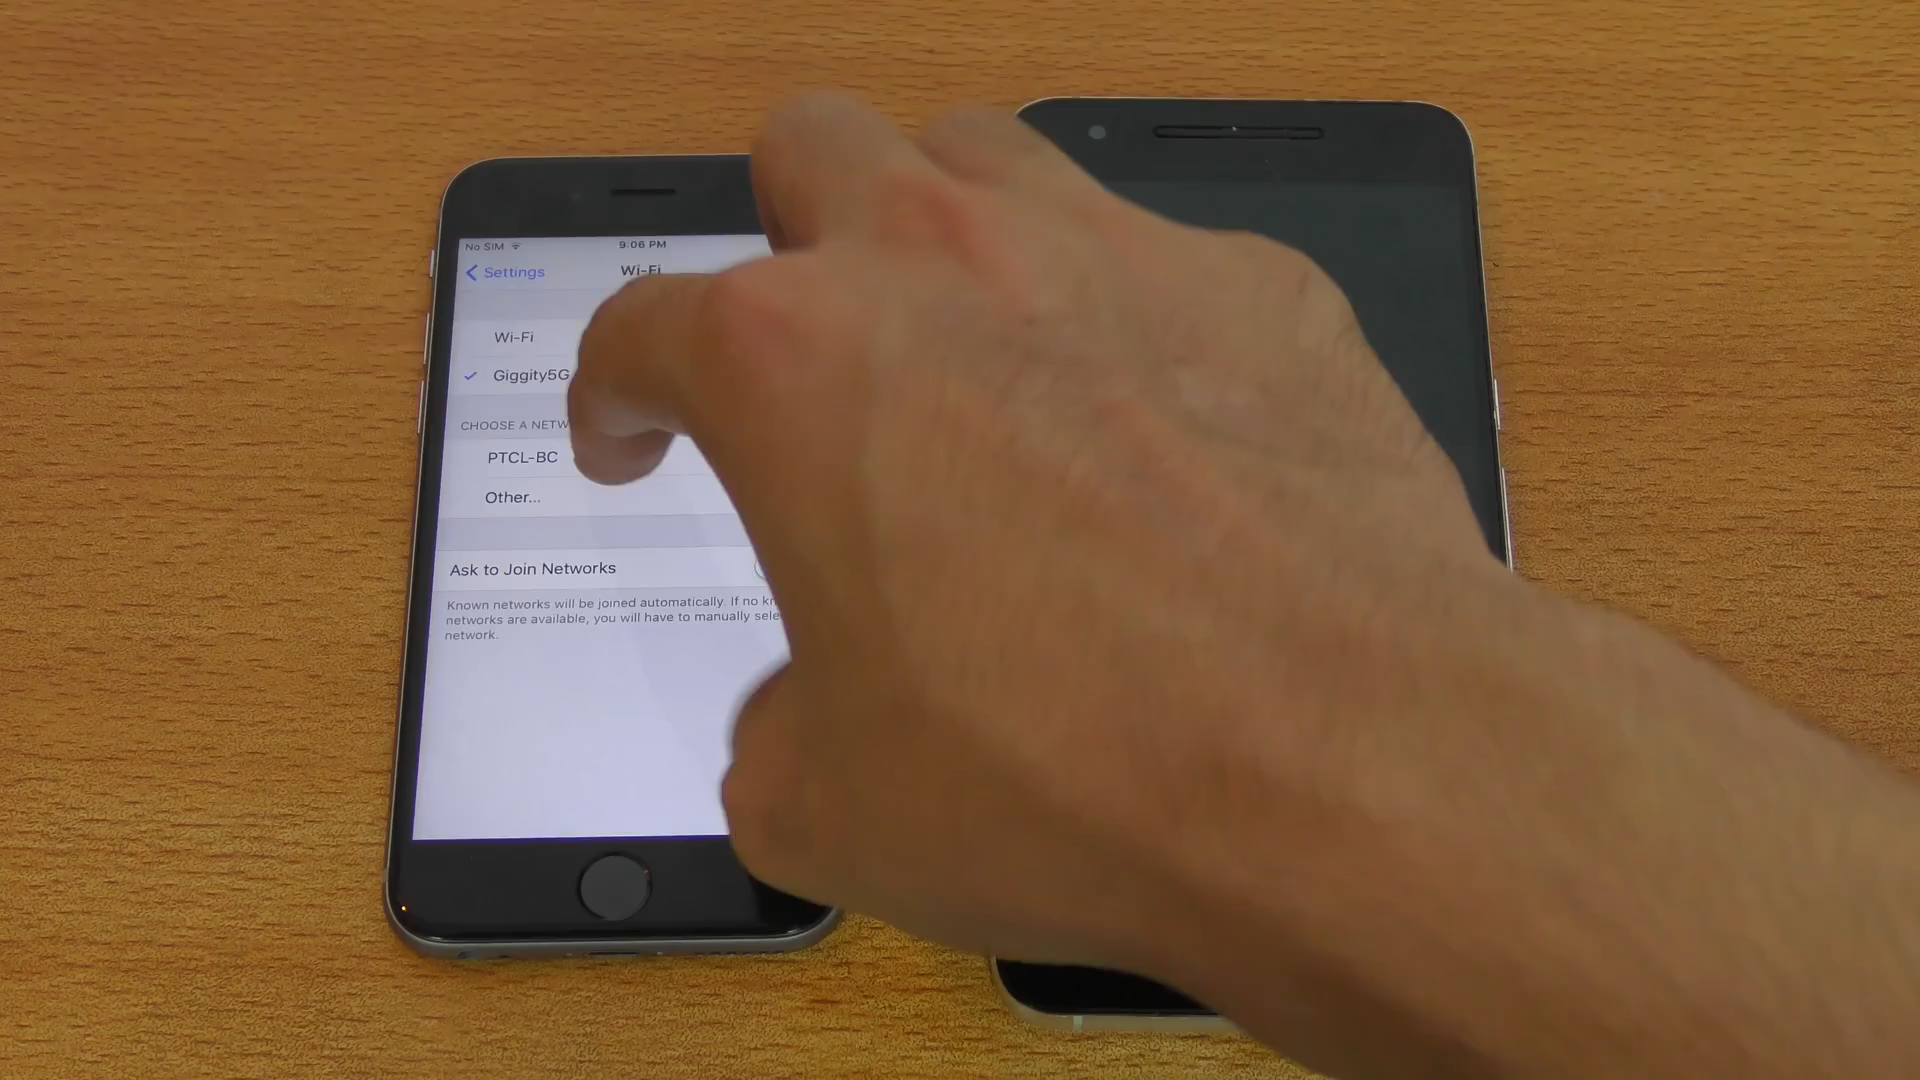 No SIM 9:06 PM
Settings Wi-Fi
Wi-Fi
Giggity5G
CHOOSE A NETW
PTCL-BC
Other...
Ask to Join Networks
Known networks will be joined automatically. If no kn
networks are available, you will have to manually sele
network.